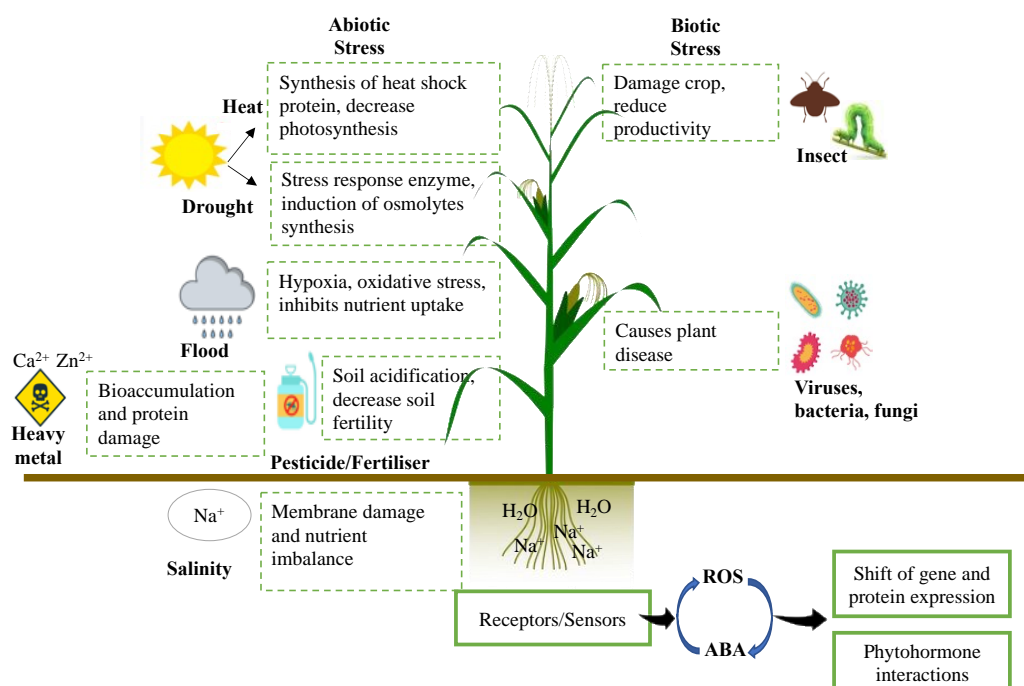 Abiotic
Stress
Biotic
Stress
Heat
Synthesis of heat shock
protein, decrease
photosynthesis
Damage crop,
reduce
productivity
Insect
Drought
Stress response enzyme,
induction of osmolytes
synthesis
Flood
Hypoxia, oxidative stress,
inhibits nutrient uptake
Causes plant
disease
Viruses,
bacteria, fungi
Ca²⁺ Zn²⁺
Heavy
metal
Bioaccumulation
and protein
damage
Soil acidification,
decrease soil
fertility
Pesticide/Fertiliser
Na⁺
Salinity
Membrane damage
and nutrient
imbalance
H₂O
H₂O
Na⁺
Na⁺
Na⁺
Receptors/Sensors
ROS
ABA
Shift of gene and
protein expression
Phytohormone
interactions